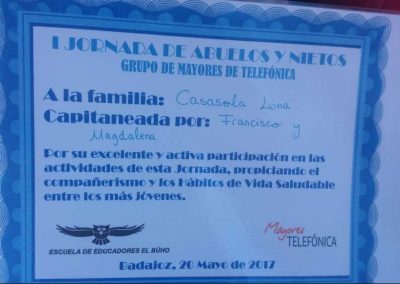 I JORNADA DE ABUELOS Y NIETOS
GRUPO DE MAYORES DE TELEFÓNICA
A la familia: Casasola Luna
Capitaneada por: Francisco y
Magdalena
Por su excelente y activa participación en las
actividades de esta Jornada, propiciando el
compañerismo y los Hábitos de Vida Saludable
entre los más jóvenes.
ESCUELA DE EDUCADORES EL BÚHO
Mayores
TELEFÓNICA
Badajoz, 20 Mayo de 2017